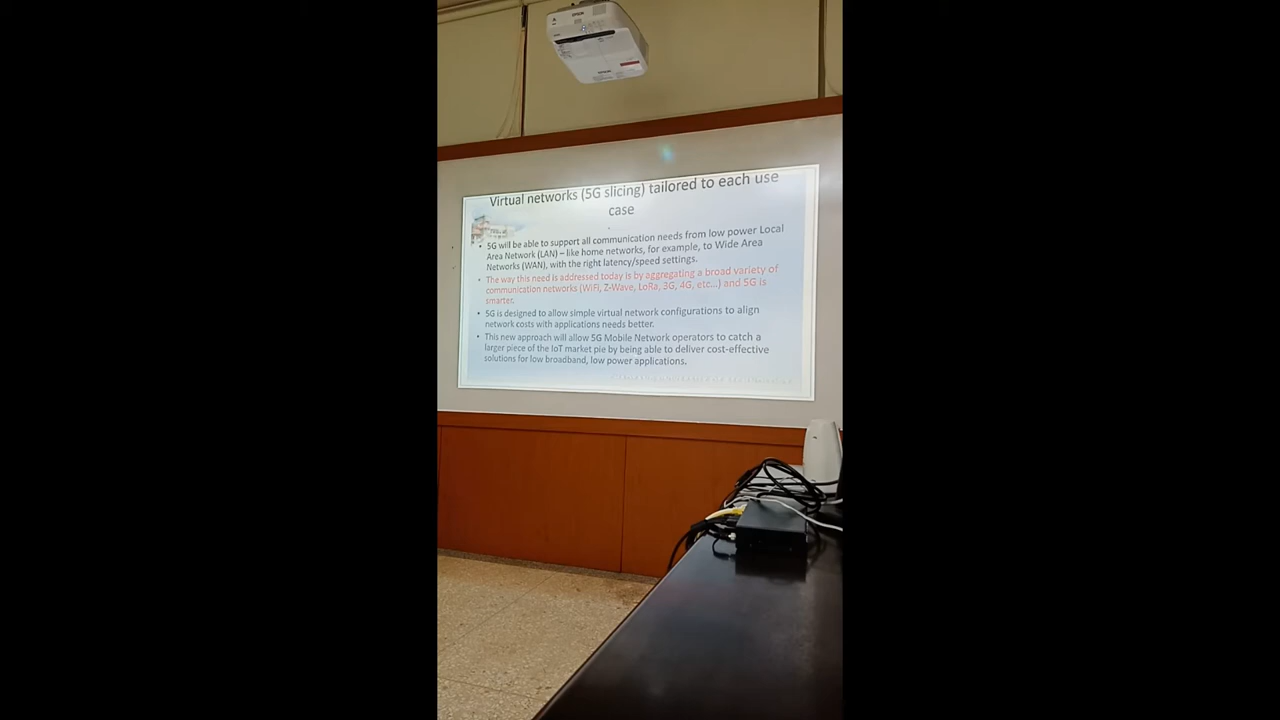 EPSON
EPSON
Virtual networks (5G slicing) tailored to each use
case
• 5G will be able to support all communication needs from low power Local
Area Network (LAN) – like home networks, for example, to Wide Area
Networks (WAN), with the right latency/speed settings.
• The way this need is addressed today is by aggregating a broad variety of
communication networks (WiFi, Z-Wave, LoRa, 3G, 4G, etc...) and 5G is
smarter.
• 5G is designed to allow simple virtual network configurations to align
network costs with applications needs better.
• This new approach will allow 5G Mobile Network operators to catch a
larger piece of the IoT market pie by being able to deliver cost-effective
solutions for low broadband, low power applications.